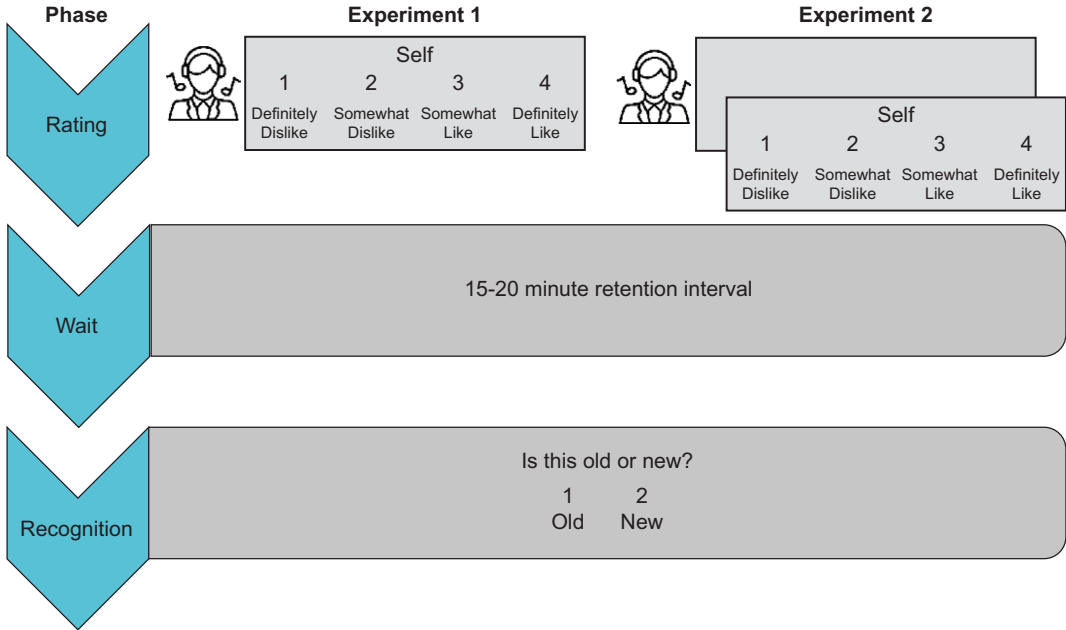 Phase
Experiment 1
Experiment 2
Rating
Self
1 2 3 4
Definitely Somewhat Somewhat Definitely
Dislike Dislike Like Like
Self
1 2 3 4
Definitely Somewhat Somewhat Definitely
Dislike Dislike Like Like
Wait
15-20 minute retention interval
Recognition
Is this old or new?
1 2
Old New